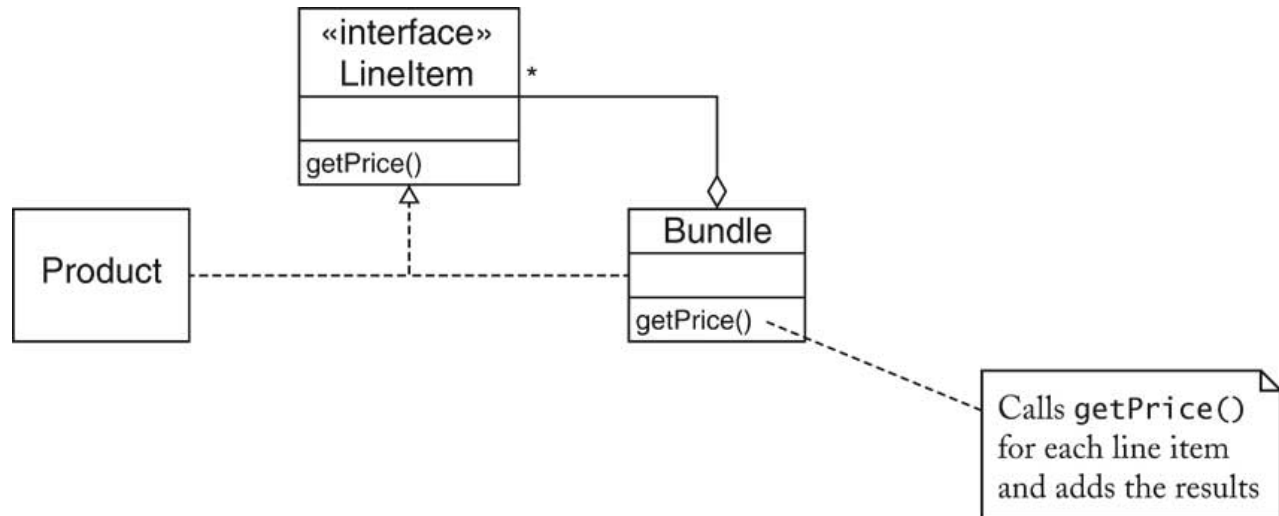 «interface»
LineItem
*
getPrice()
Product
Bundle
getPrice()
Calls getPrice()
for each line item
and adds the results